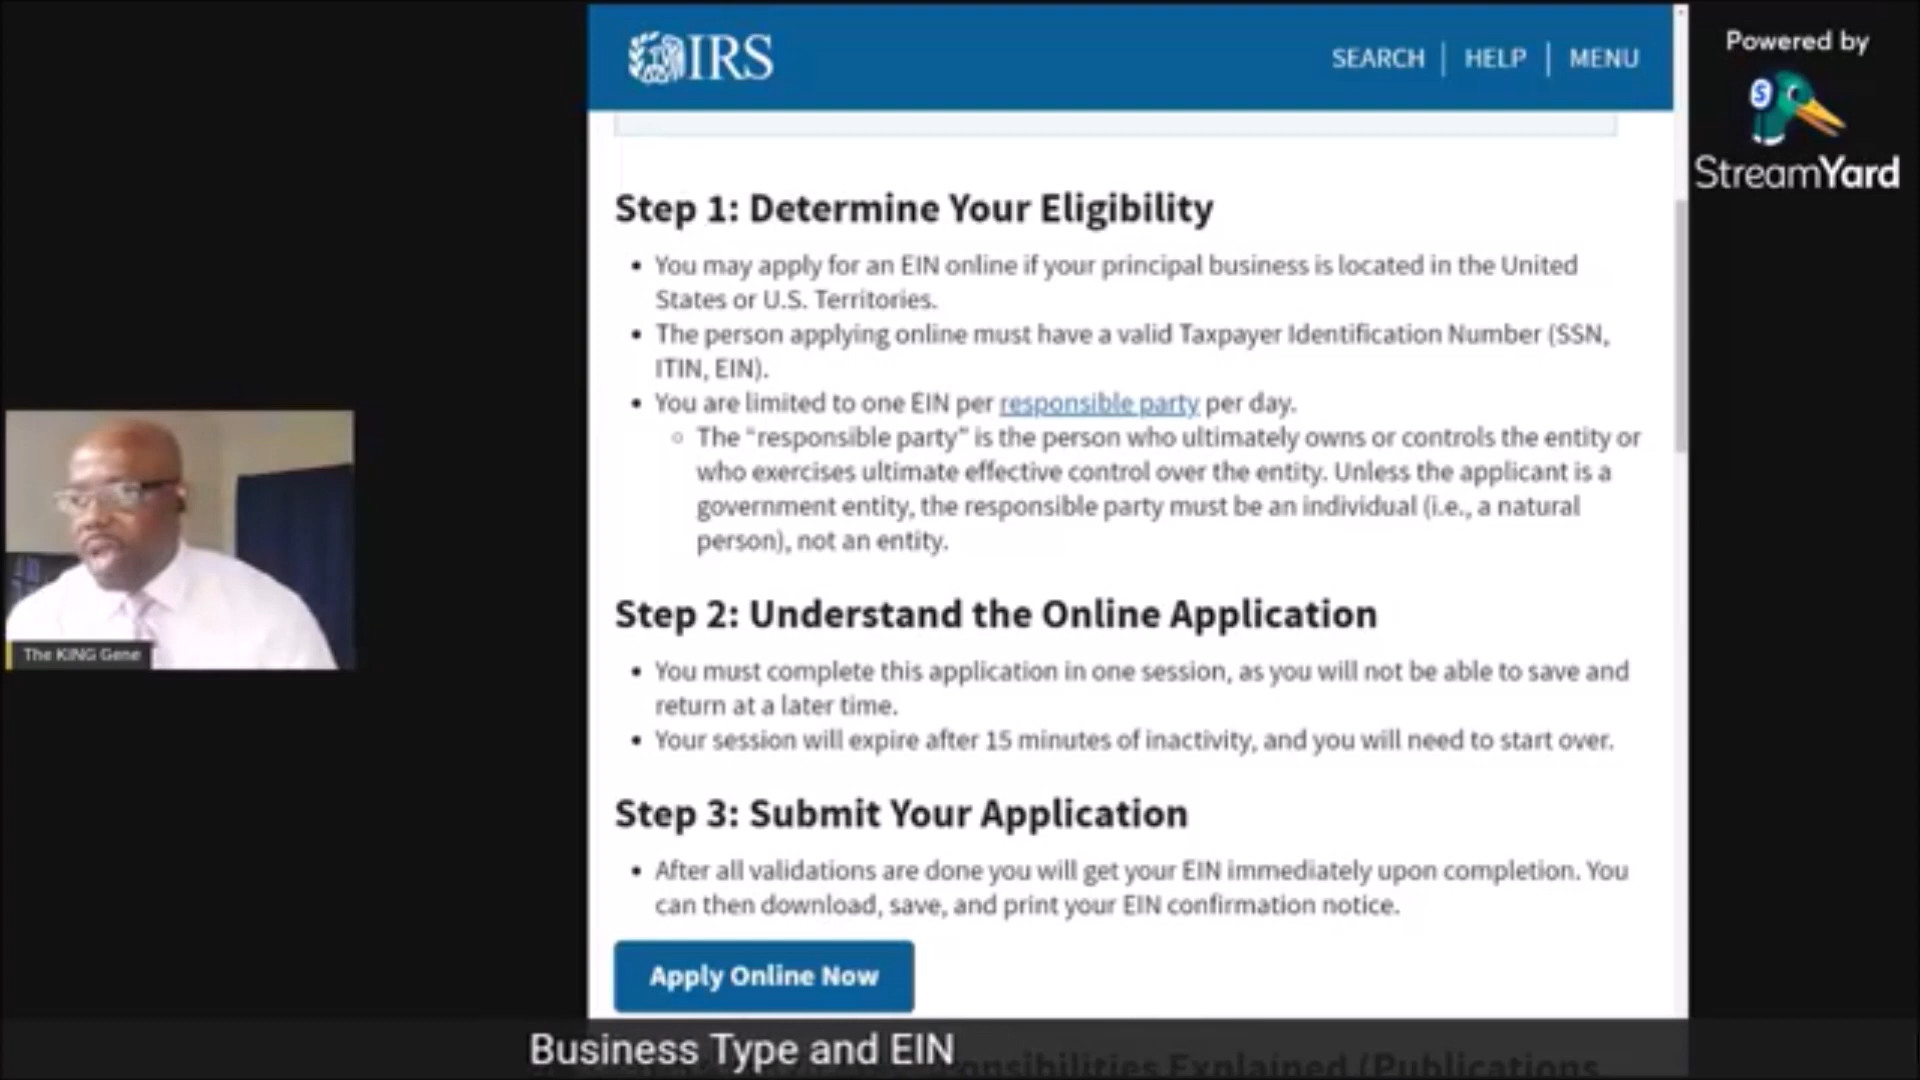 IRS
SEARCH | HELP | MENU
Powered by
StreamYard
Step 1: Determine Your Eligibility
• You may apply for an EIN online if your principal business is located in the United
States or U.S. Territories.
• The person applying online must have a valid Taxpayer Identification Number (SSN,
ITIN, EIN).
• You are limited to one EIN per responsible party per day.
○ The “responsible party” is the person who ultimately owns or controls the entity or
who exercises ultimate effective control over the entity. Unless the applicant is a
government entity, the responsible party must be an individual (i.e., a natural
person), not an entity.
Step 2: Understand the Online Application
• You must complete this application in one session, as you will not be able to save and
return at a later time.
• Your session will expire after 15 minutes of inactivity, and you will need to start over.
The KING Gene
Step 3: Submit Your Application
• After all validations are done you will get your EIN immediately upon completion. You
can then download, save, and print your EIN confirmation notice.
Apply Online Now
Business Type and EIN
Explained (Publications